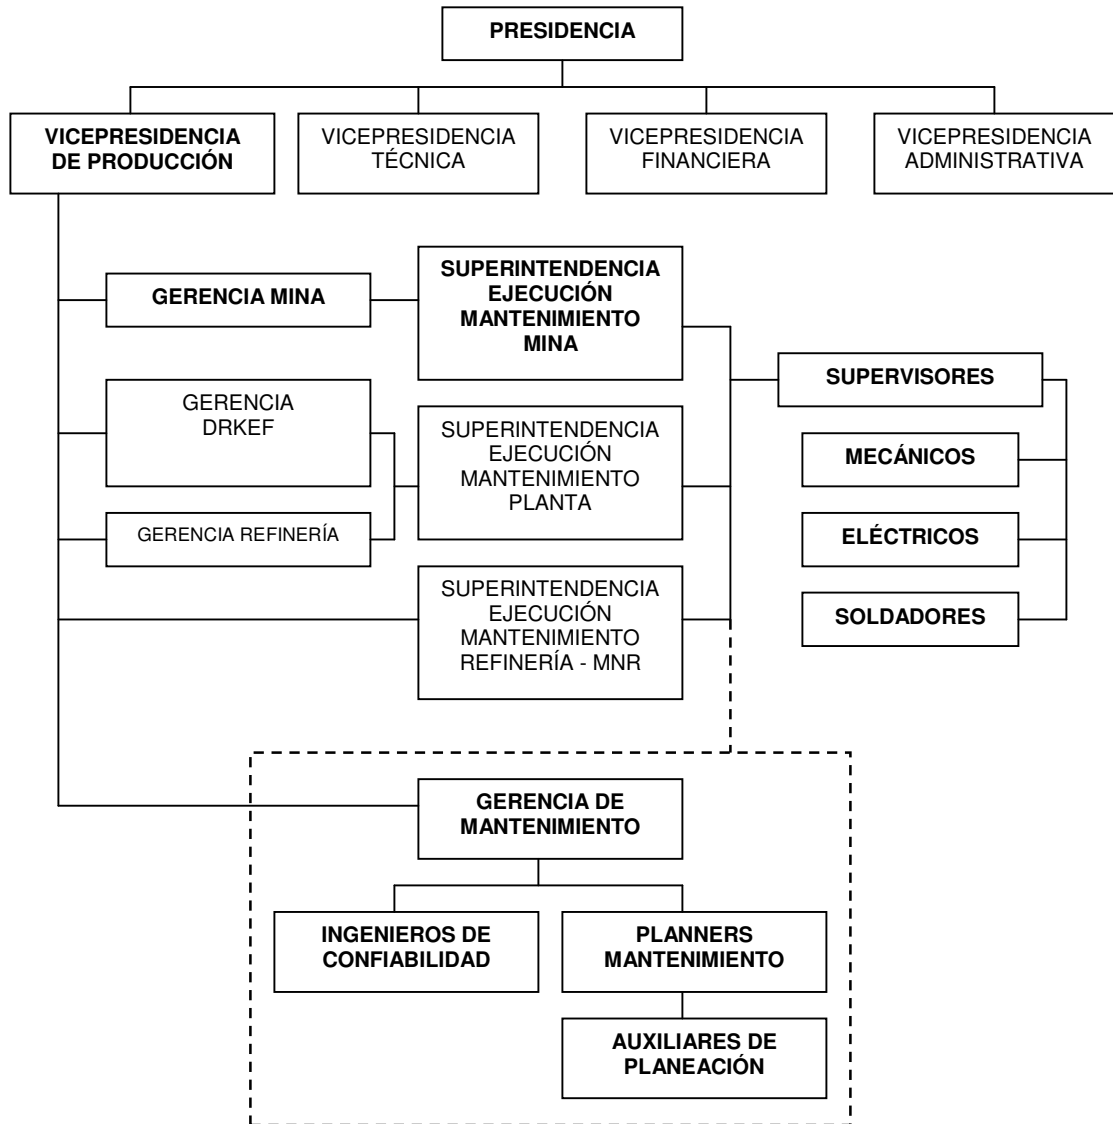 PRESIDENCIA
VICEPRESIDENCIA
DE PRODUCCIÓN
VICEPRESIDENCIA
TÉCNICA
VICEPRESIDENCIA
FINANCIERA
VICEPRESIDENCIA
ADMINISTRATIVA
GERENCIA MINA
SUPERINTENDENCIA
EJECUCIÓN
MANTENIMIENTO
MINA
SUPERVISORES
GERENCIA
DRKEF
SUPERINTENDENCIA
EJECUCIÓN
MANTENIMIENTO
PLANTA
MECÁNICOS
GERENCIA REFINERÍA
ELÉCTRICOS
SUPERINTENDENCIA
EJECUCIÓN
MANTENIMIENTO
REFINERÍA - MNR
SOLDADORES
GERENCIA DE
MANTENIMIENTO
INGENIEROS DE
CONFIABILIDAD
PLANNERS
MANTENIMIENTO
AUXILIARES DE
PLANEACIÓN